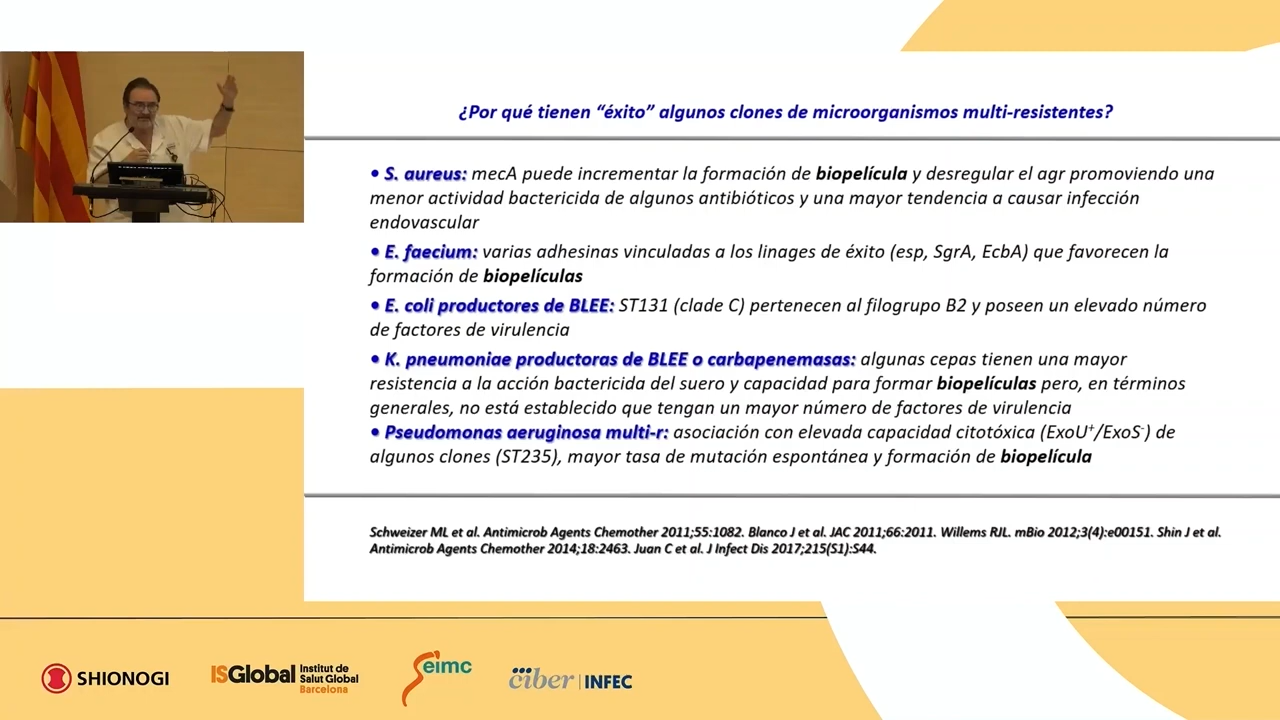 ¿Por qué tienen “éxito” algunos clones de microorganismos multi-resistentes?
• S. aureus: mecA puede incrementar la formación de biopelícula y desregular el agr promoviendo una
menor actividad bactericida de algunos antibióticos y una mayor tendencia a causar infección
endovascular
• E. faecium: varias adhesinas vinculadas a los linages de éxito (esp, SgrA, EcbA) que favorecen la
formación de biopelículas
• E. coli productores de BLEE: ST131 (clade C) pertenecen al filogrupo B2 y poseen un elevado número
de factores de virulencia
• K. pneumoniae productoras de BLEE o carbapenemasas: algunas cepas tienen una mayor
resistencia a la acción bactericida del suero y capacidad para formar biopelículas pero, en términos
generales, no está establecido que tengan un mayor número de factores de virulencia
• Pseudomonas aeruginosa multi-r: asociación con elevada capacidad citotóxica (ExoU⁺/ExoS⁻) de
algunos clones (ST235), mayor tasa de mutación espontánea y formación de biopelícula
Schweizer ML et al. Antimicrob Agents Chemother 2011;55:1082. Blanco J et al. JAC 2011;66:2011. Willems RJL. mBio 2012;3(4):e00151. Shin J et al.
Antimicrob Agents Chemother 2014;18:2463. Juan C et al. J Infect Dis 2017;215(S1):S44.
SHIONOGI
ISGlobal Institut de
Salut Global
Barcelona
Seimc
ciber | INFEC